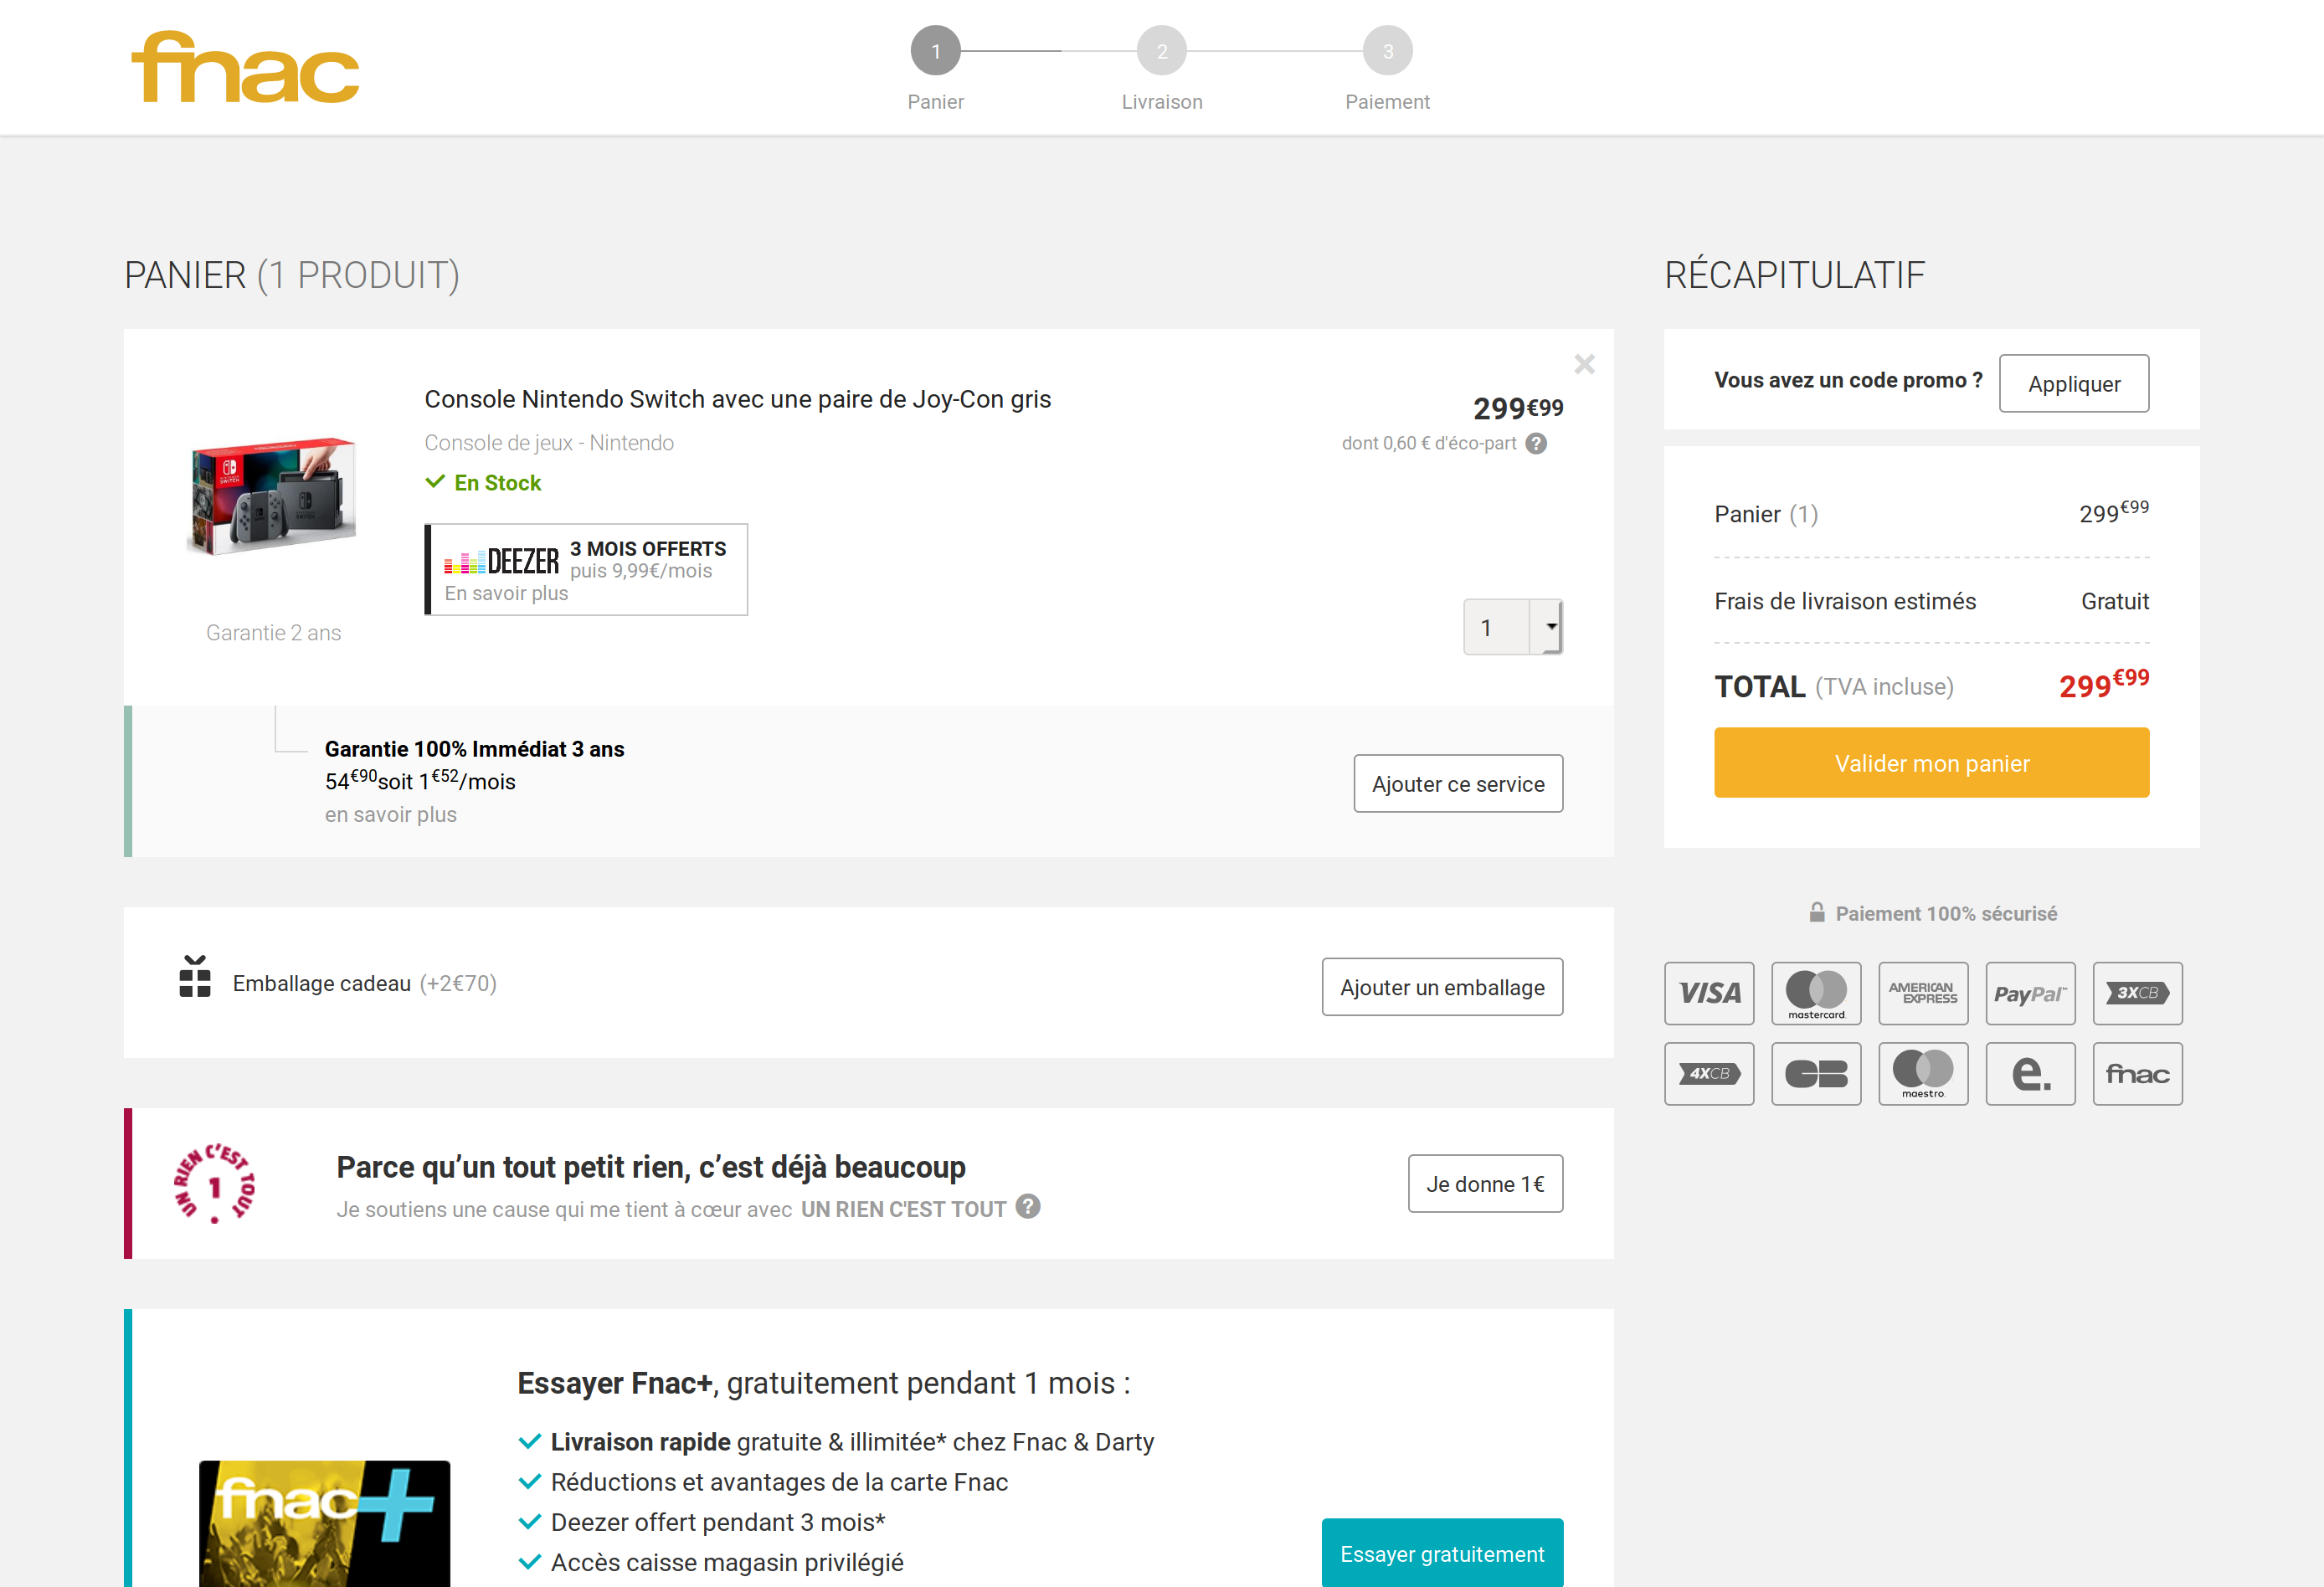 fnac
1
2
3
Panier
Livraison
Paiement
PANIER (1 PRODUIT)
Console Nintendo Switch avec une paire de Joy-Con gris
299€99
Console de jeux - Nintendo
dont 0,60 € d'éco-part ?
En Stock
DEEZER
3 MOIS OFFERTS
puis 9,99€/mois
En savoir plus
Garantie 2 ans
1
Garantie 100% Immédiat 3 ans
54€90soit 1€52/mois
en savoir plus
Ajouter ce service
Emballage cadeau (+2€70)
Ajouter un emballage
UN RIEN C'EST TOUT
1
Parce qu’un tout petit rien, c’est déjà beaucoup
Je soutiens une cause qui me tient à cœur avec UN RIEN C'EST TOUT ?
Je donne 1€
fnac+
Essayer Fnac+, gratuitement pendant 1 mois :
Livraison rapide gratuite & illimitée* chez Fnac & Darty
Réductions et avantages de la carte Fnac
Deezer offert pendant 3 mois*
Accès caisse magasin privilégié
Essayer gratuitement
RÉCAPITULATIF
Vous avez un code promo ?
Appliquer
Panier (1)
299€99
Frais de livraison estimés
Gratuit
TOTAL (TVA incluse)
299€99
Valider mon panier
Paiement 100% sécurisé
VISA
mastercard.
AMERICAN
EXPRESS
PayPal™
3XCB
4XCB
CB
maestro.
e.
fnac